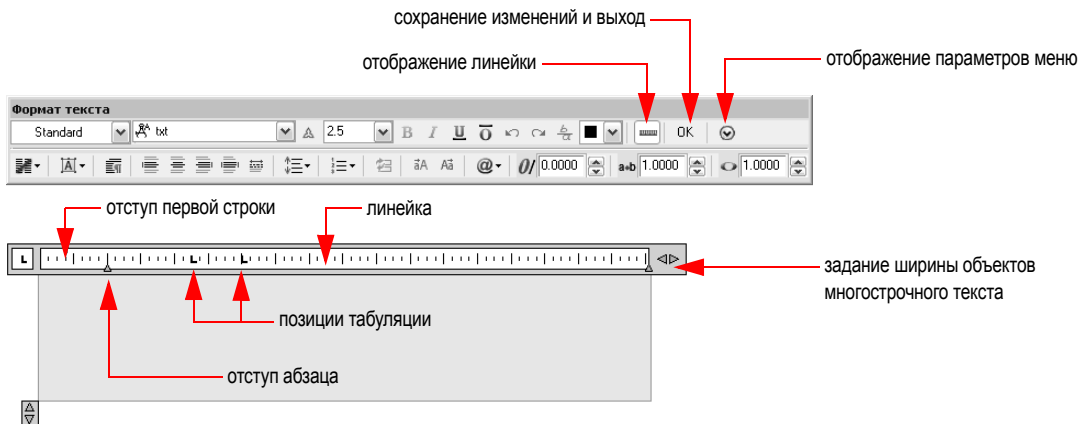 сохранение изменений и выход
отображение линейки
отображение параметров меню
Формат текста
Standard txt 2.5 B I U O OK
@ 0/ 0.0000 a+b 1.0000 1.0000
отступ первой строки
линейка
L
задание ширины объектов
многострочного текста
позиции табуляции
отступ абзаца